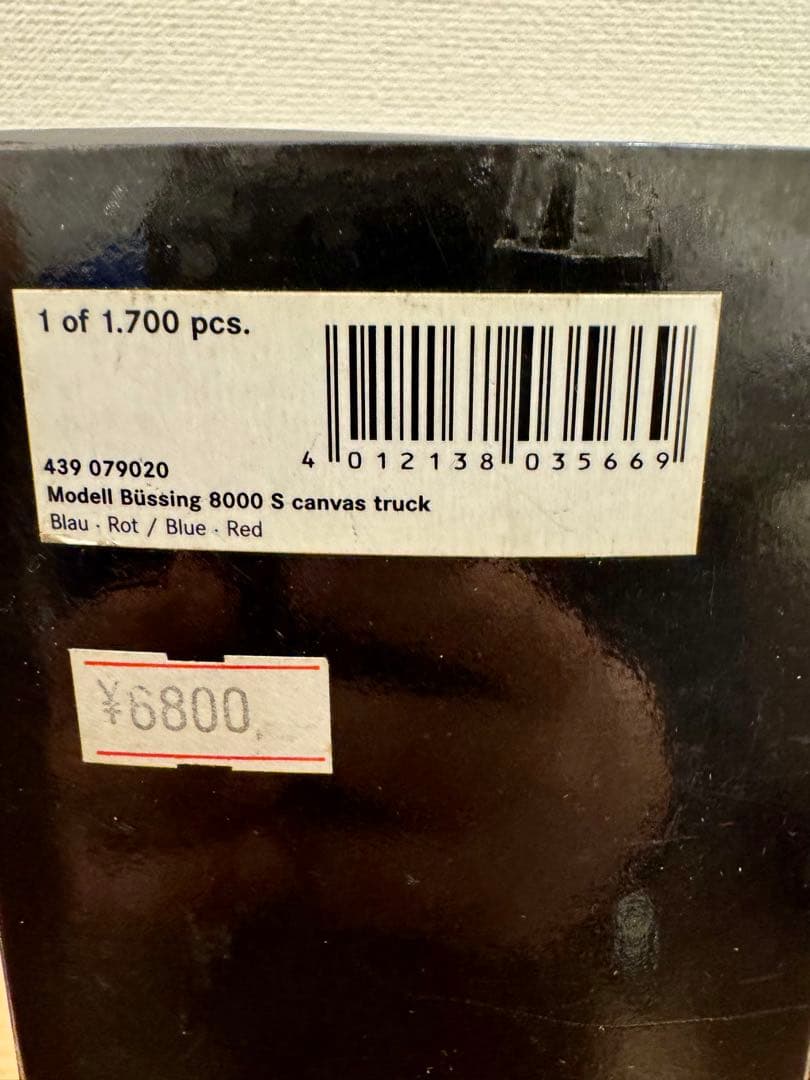 1 of 1.700 pcs.
4 012138 035669
439 079020
Modell Büssing 8000 S canvas truck
Blau · Rot / Blue · Red
¥6800